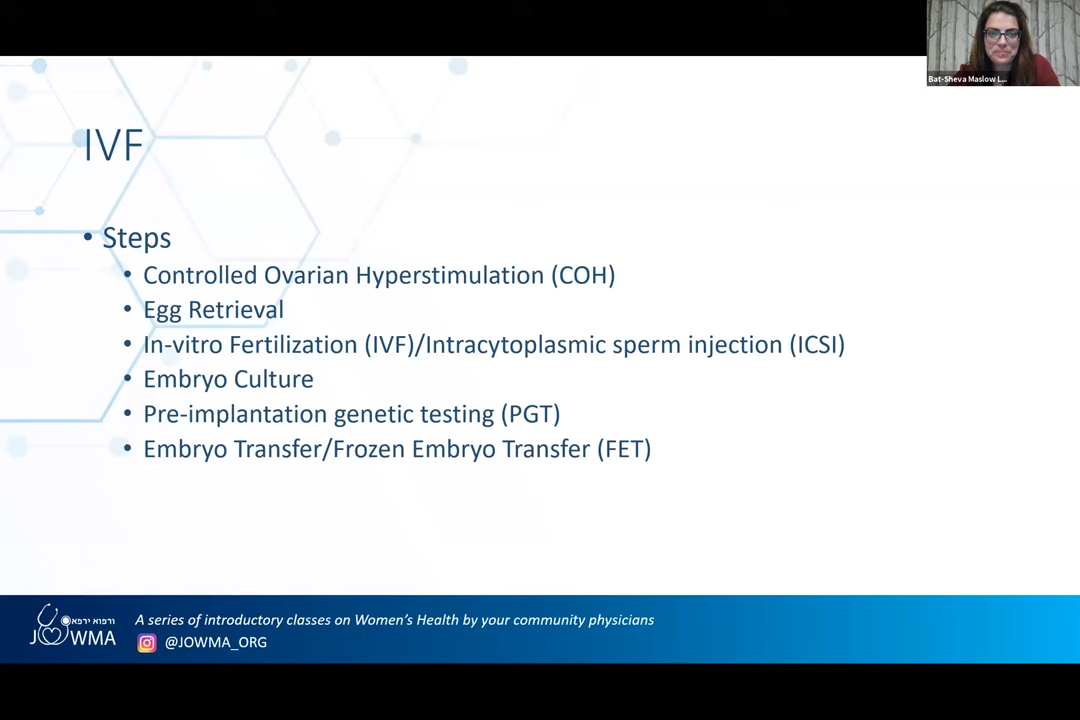 Bat-Sheva Maslow L...
IVF
• Steps
• Controlled Ovarian Hyperstimulation (COH)
• Egg Retrieval
• In-vitro Fertilization (IVF)/Intracytoplasmic sperm injection (ICSI)
• Embryo Culture
• Pre-implantation genetic testing (PGT)
• Embryo Transfer/Frozen Embryo Transfer (FET)
ורפוא ירפא
JOWMA
A series of introductory classes on Women's Health by your community physicians
@JOWMA_ORG